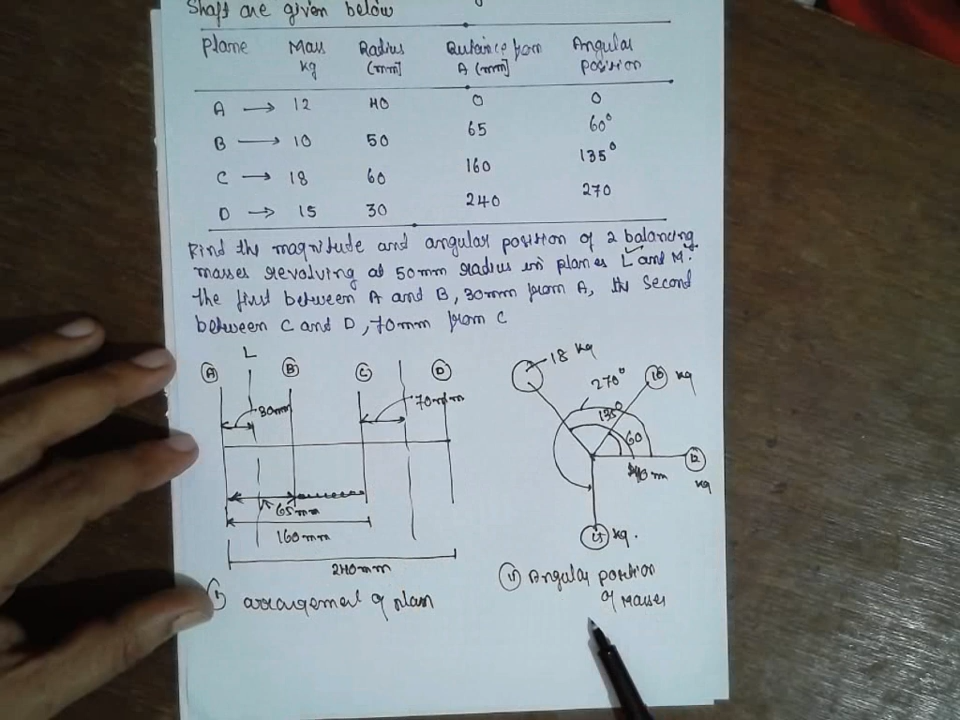 Shaft are given below
Plane Mass Radius Distance from Angular
kg (mm] A (mm] position
A → 12 40 0 0
B → 10 50 65 60°
C → 18 60 160 135°
D → 15 30 240 270
Find the magnitude and angular position of 2 balancing
masses revolving at 50mm radius in planes L and M.
the first between A and B, 30mm from A, the second
between C and D, 70mm from C
L
A B C D
30mm
70mm
65mm
160mm
240mm
arrangement of plan
18 kg
270°
10 kg
135°
60
12
kg
15 kg.
(ii) Angular position
of Masses